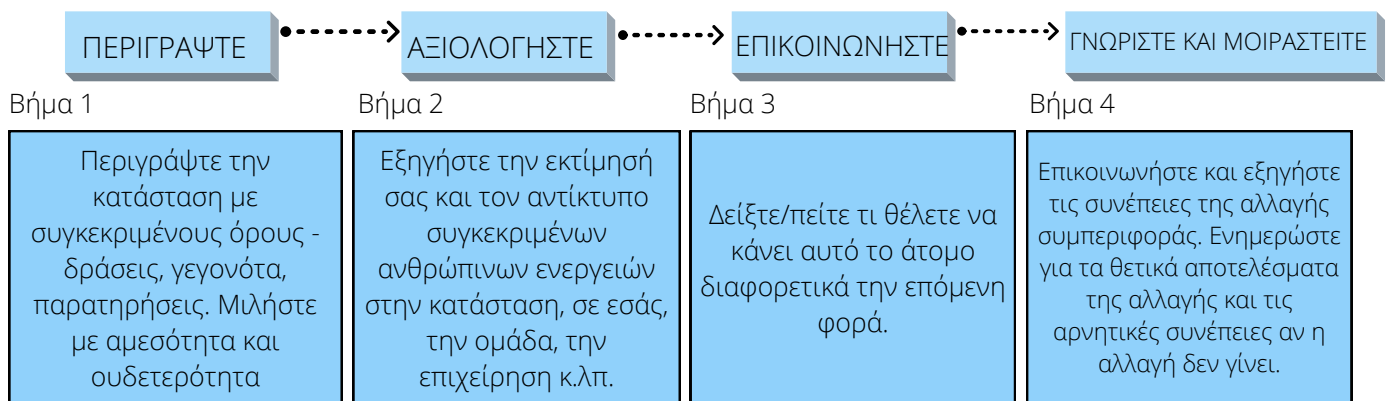 ΠΕΡΙΓΡΑΨΤΕ
ΑΞΙΟΛΟΓΗΣΤΕ
ΕΠΙΚΟΙΝΩΝΗΣΤΕ
ΓΝΩΡΙΣΤΕ ΚΑΙ ΜΟΙΡΑΣΤΕΙΤΕ
Βήμα 1
Βήμα 2
Βήμα 3
Βήμα 4
Περιγράψτε την
κατάσταση με
συγκεκριμένους όρους -
δράσεις, γεγονότα,
παρατηρήσεις. Μιλήστε
με αμεσότητα και
ουδετερότητα
Εξηγήστε την εκτίμησή
σας και τον αντίκτυπο
συγκεκριμένων
ανθρώπινων ενεργειών
στην κατάσταση, σε εσάς,
την ομάδα, την
επιχείρηση κ.λπ.
Δείξτε/πείτε τι θέλετε να
κάνει αυτό το άτομο
διαφορετικά την επόμενη
φορά.
Επικοινωνήστε και εξηγήστε
τις συνέπειες της αλλαγής
συμπεριφοράς. Ενημερώστε
για τα θετικά αποτελέσματα
της αλλαγής και τις
αρνητικές συνέπειες αν η
αλλαγή δεν γίνει.